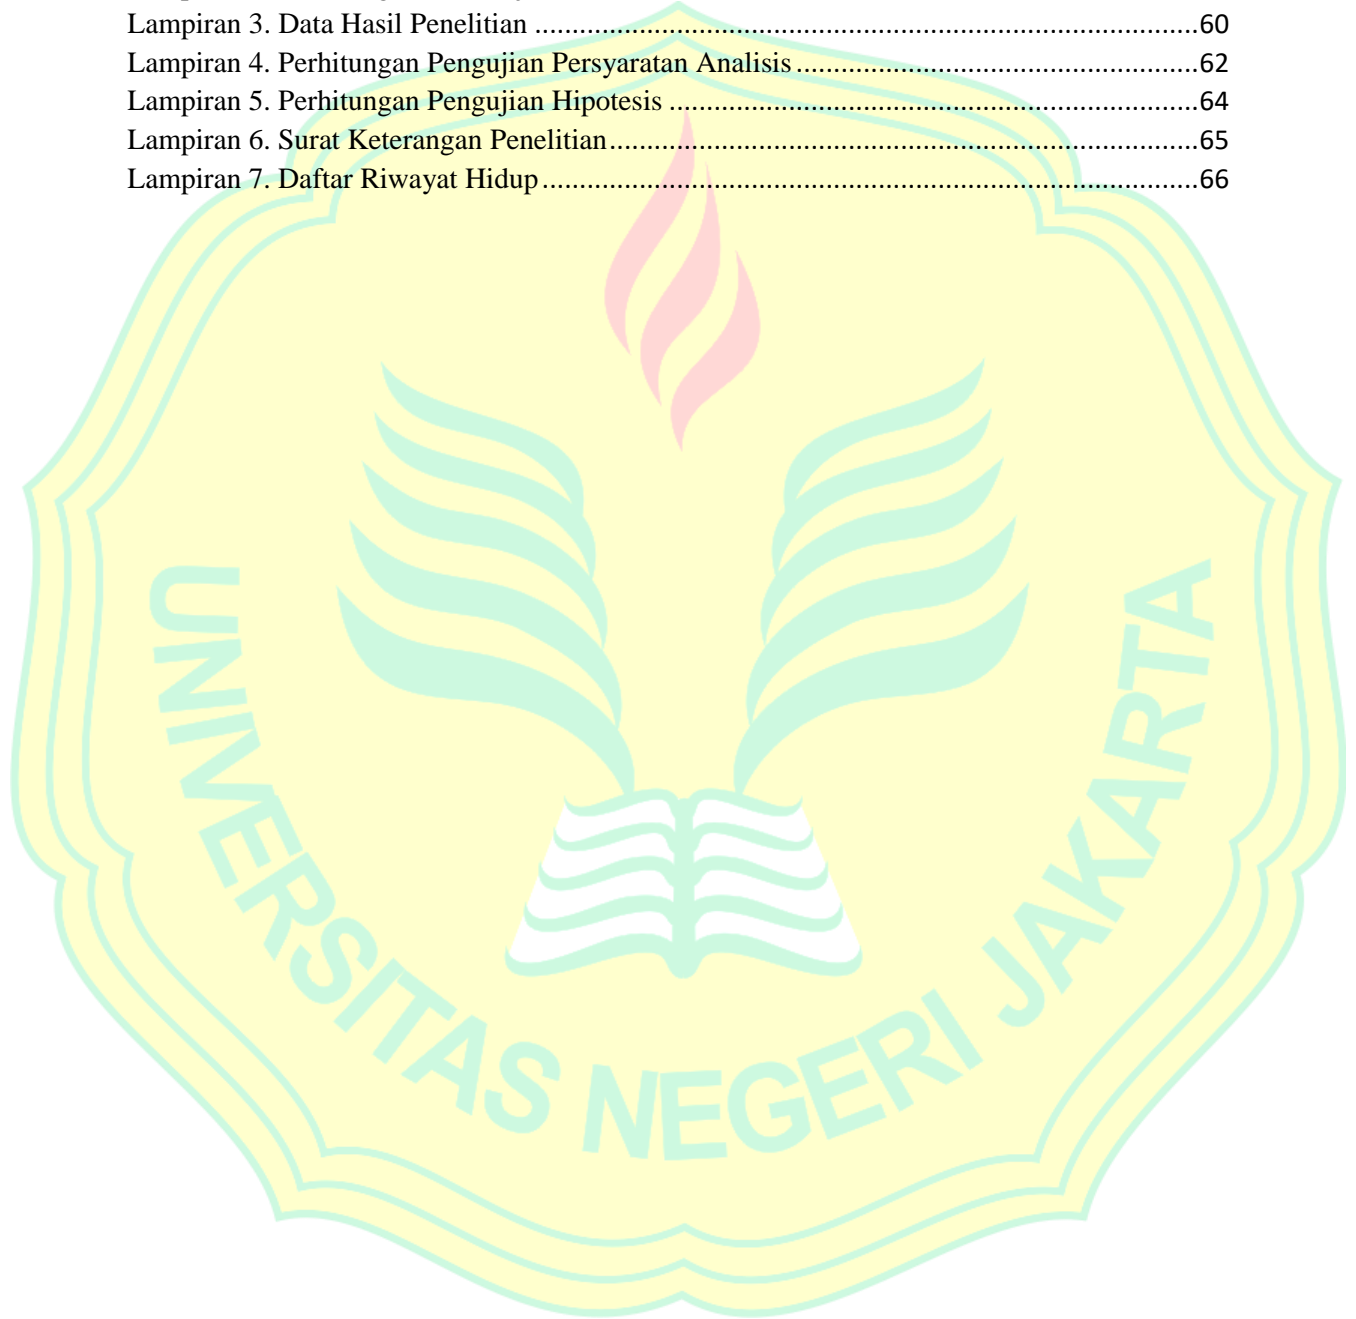 Lampiran 3. Data Hasil Penelitian .........................................................................................60
Lampiran 4. Perhitungan Pengujian Persyaratan Analisis ......................................................62
Lampiran 5. Perhitungan Pengujian Hipotesis .......................................................................64
Lampiran 6. Surat Keterangan Penelitian...............................................................................65
Lampiran 7. Daftar Riwayat Hidup ........................................................................................66
UNIVERSITAS NEGERI JAKARTA